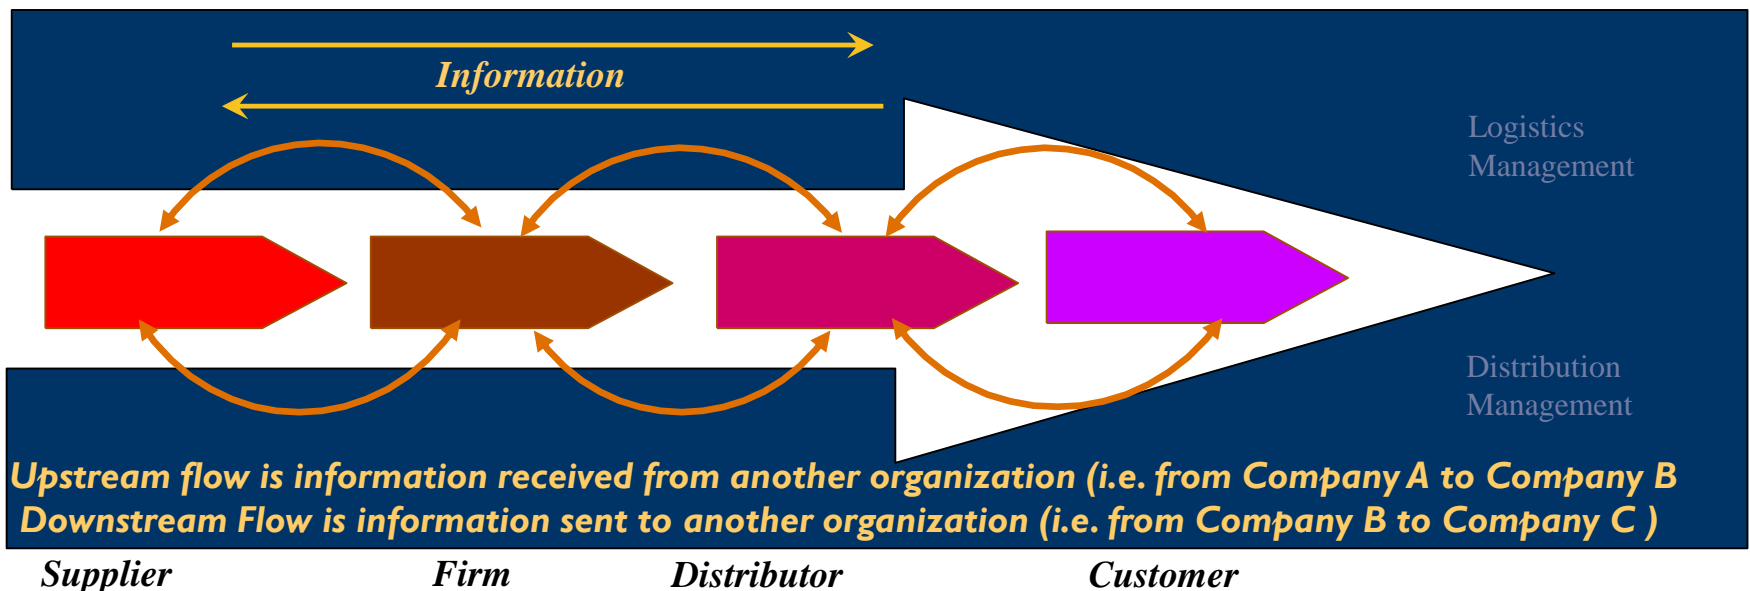 Information
Logistics
Management
Distribution
Management
Upstream flow is information received from another organization (i.e. from Company A to Company B
Downstream Flow is information sent to another organization (i.e. from Company B to Company C )
Supplier Firm Distributor Customer